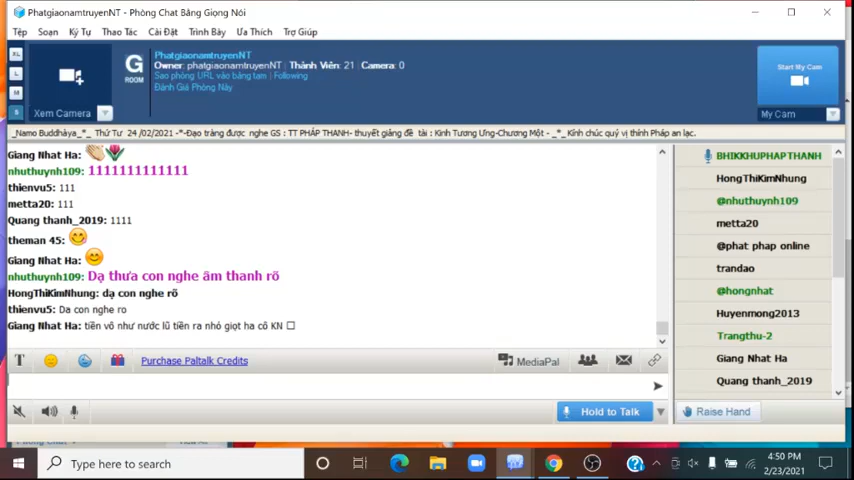 PhatgiaonamtruyenNT - Phòng Chat Bằng Giọng Nói
Tệp Soạn Ký Tự Thao Tác Cài Đặt Trình Bày Ưa Thích Trợ Giúp
XL
L
M
S
Xem Camera
G
ROOM
PhatgiaonamtruyenNT
Owner: phatgiaonamtruyenNT | Thành Viên: 21 | Camera: 0
Sao phòng URL vào bảng tạm | Following
Đánh Giá Phòng Này
Start My Cam
My Cam
_Namo Buddhàya_*_ Thứ Tư 24 /02/2021 -*-Đạo tràng được nghe GS : TT PHÁP THANH- thuyết giảng đề tài : Kinh Tương Ưng-Chương Một - _*_ Kính chúc quý vị thính Pháp an lạc.
Giang Nhat Ha:
nhuthuynh109: 1111111111111
thienvu5: 111
metta20: 111
Quang thanh_2019: 1111
theman 45:
Giang Nhat Ha:
nhuthuynh109: Dạ thưa con nghe âm thanh rõ
HongThiKimNhung: dạ con nghe rõ
thienvu5: Da con nghe ro
Giang Nhat Ha: tiền vô như nước lũ tiền ra nhỏ giọt ha cô KN
BHIKKHUPHAPTHANH
HongThiKimNhung
@nhuthuynh109
metta20
@phat phap online
trandao
@hongnhat
Huyenmong2013
Trangthu-2
Giang Nhat Ha
Quang thanh_2019
T Purchase Paltalk Credits MediaPal
Hold to Talk Raise Hand
Type here to search
4:50 PM
2/23/2021